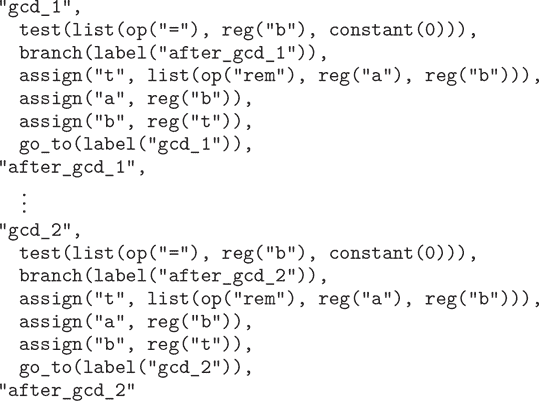 "gcd_1",
  test(list(op("="), reg("b"), constant(0))),
  branch(label("after_gcd_1")),
  assign("t", list(op("rem"), reg("a"), reg("b"))),
  assign("a", reg("b")),
  assign("b", reg("t")),
  go_to(label("gcd_1")),
"after_gcd_1",
  ⋮
"gcd_2",
  test(list(op("="), reg("b"), constant(0))),
  branch(label("after_gcd_2")),
  assign("t", list(op("rem"), reg("a"), reg("b"))),
  assign("a", reg("b")),
  assign("b", reg("t")),
  go_to(label("gcd_2")),
"after_gcd_2"